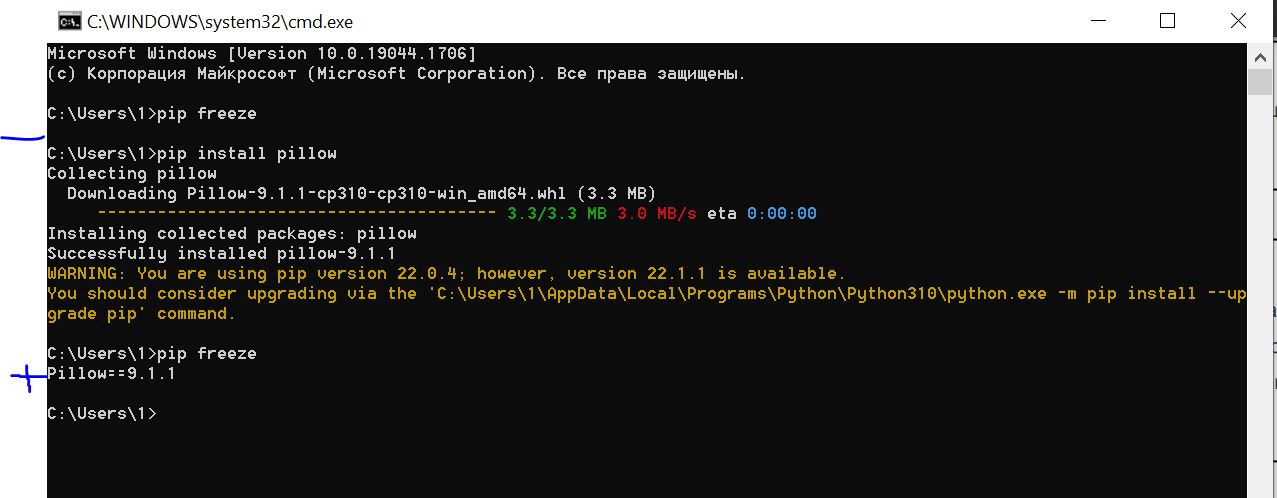 C:\WINDOWS\system32\cmd.exe
Microsoft Windows [Version 10.0.19044.1706]
(c) Корпорация Майкрософт (Microsoft Corporation). Все права защищены.
C:\Users\1>pip freeze
C:\Users\1>pip install pillow
Collecting pillow
Downloading Pillow-9.1.1-cp310-cp310-win_amd64.whl (3.3 MB)
---------------------------------------- 3.3/3.3 MB 3.0 MB/s eta 0:00:00
Installing collected packages: pillow
Successfully installed pillow-9.1.1
WARNING: You are using pip version 22.0.4; however, version 22.1.1 is available.
You should consider upgrading via the 'C:\Users\1\AppData\Local\Programs\Python\Python310\python.exe -m pip install --up
grade pip' command.
C:\Users\1>pip freeze
+ Pillow==9.1.1
C:\Users\1>